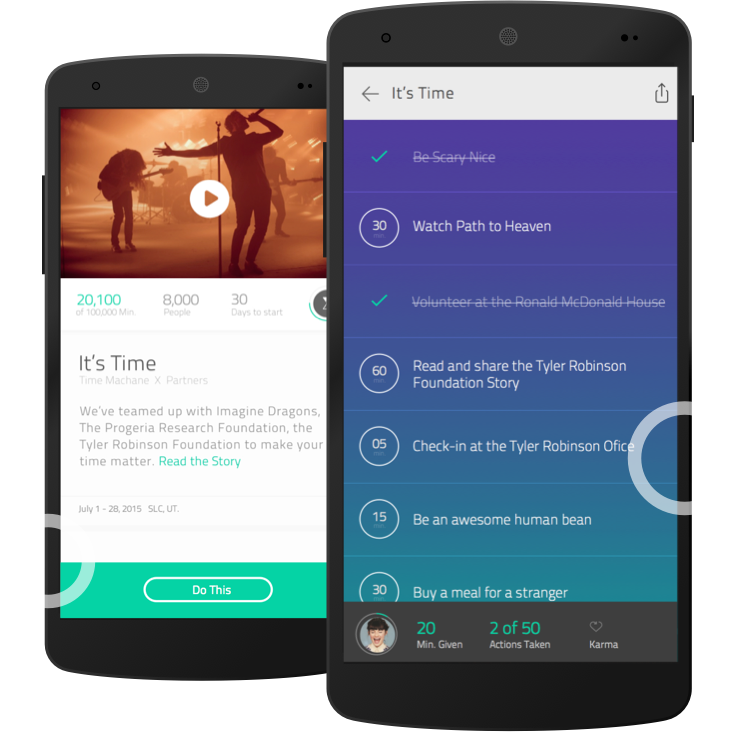 20,100
of 100,000 Min.
8,000
People
30
Days to start
It's Time
Time Machane X Partners
We've teamed up with Imagine Dragons,
The Progeria Research Foundation, the
Tyler Robinson Foundation to make your
time matter. Read the Story
July 1 - 28, 2015 SLC, UT.
Do This
It's Time
Be Scary Nice
30
Watch Path to Heaven
Volunteer at the Ronald McDonald House
60
Read and share the Tyler Robinson
Foundation Story
05
Check-in at the Tyler Robinson Ofice
15
Be an awesome human bean
30
Buy a meal for a stranger
20
Min. Given
2 of 50
Actions Taken
Karma